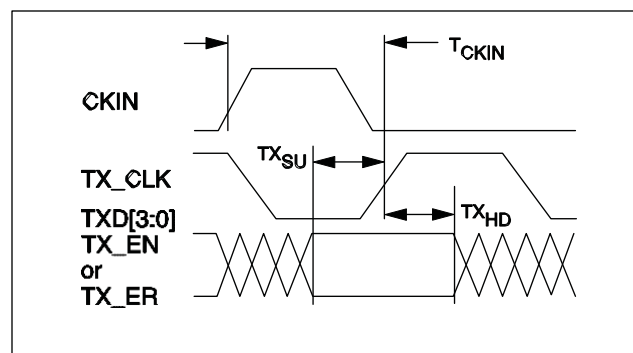 T_CKIN
CKIN
TX_SU
TX_CLK
TXD[3:0]
TX_HD
TX_EN
or
TX_ER